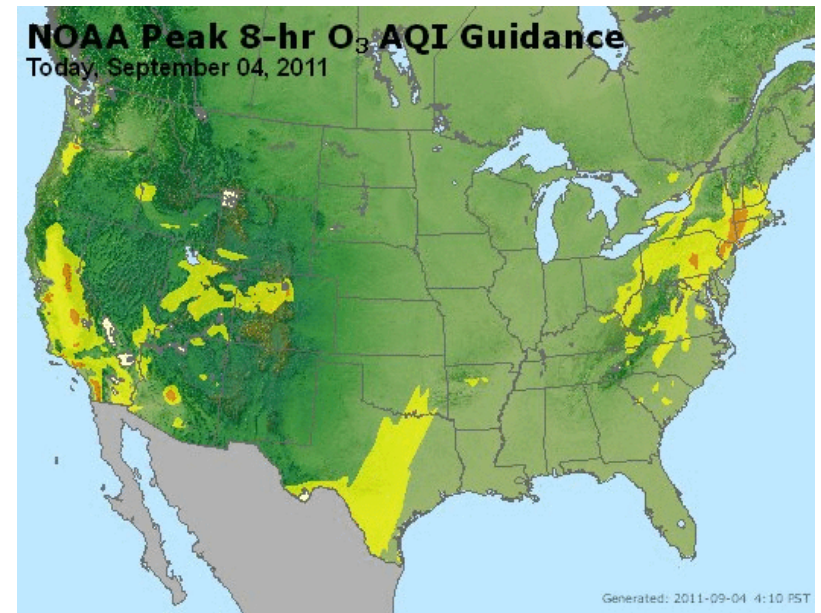 NOAA Peak 8-hr O₃ AQI Guidance
Today, September 04, 2011
Generated: 2011-09-04 4:10 PST